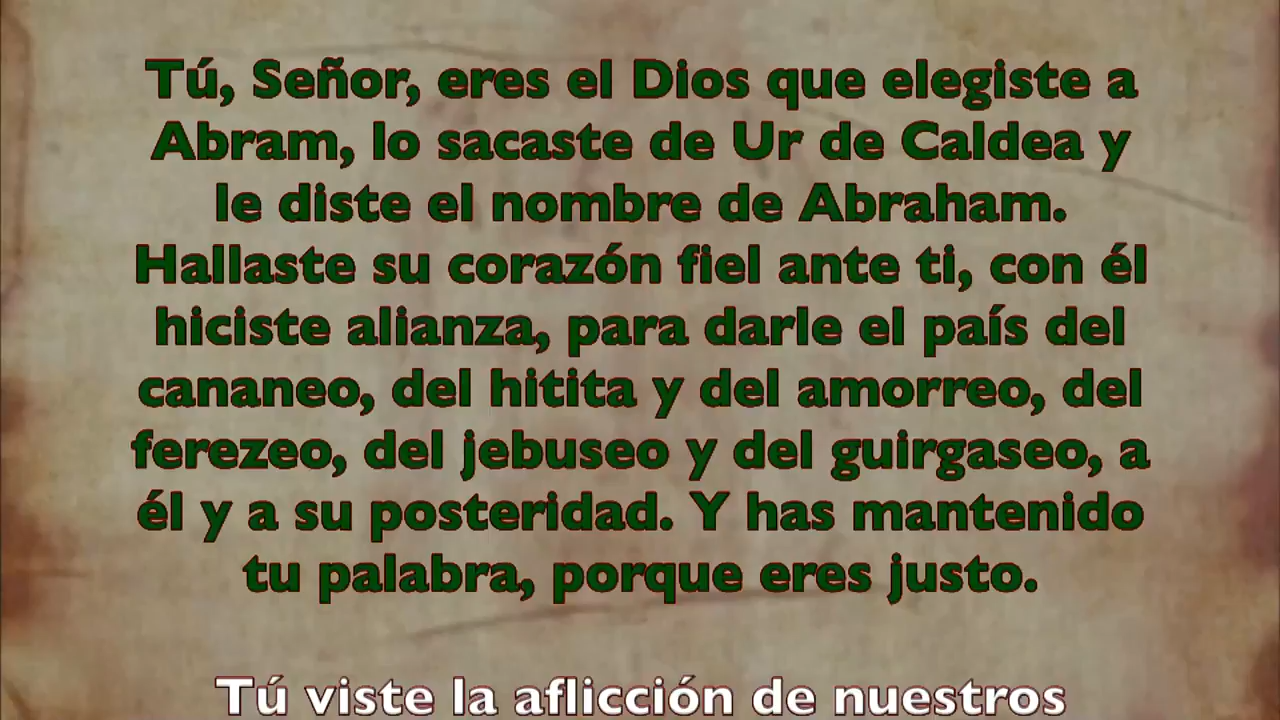 Tú, Señor, eres el Dios que elegiste a
Abram, lo sacaste de Ur de Caldea y
le diste el nombre de Abraham.
Hallaste su corazón fiel ante ti, con él
hiciste alianza, para darle el país del
cananeo, del hitita y del amorreo, del
ferezeo, del jebuseo y del guirgaseo, a
él y a su posteridad. Y has mantenido
tu palabra, porque eres justo.
Tú viste la aflicción de nuestros